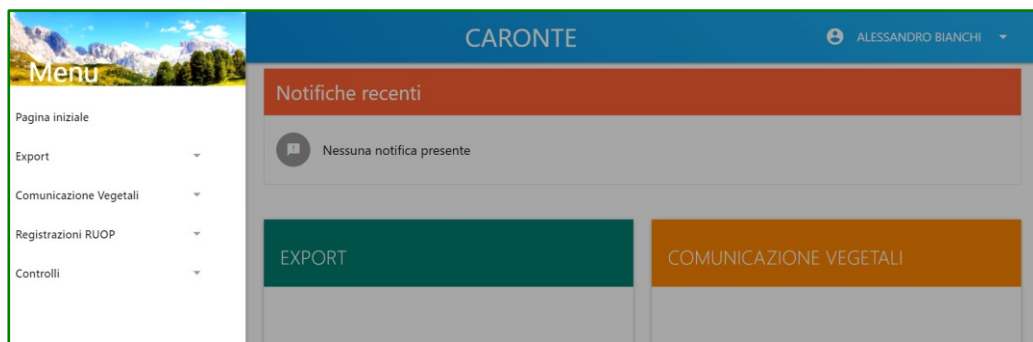 Menu
Pagina iniziale
Export
Comunicazione Vegetali
Registrazioni RUOP
Controlli
CARONTE
ALESSANDRO BIANCHI
Notifiche recenti
Nessuna notifica presente
EXPORT
COMUNICAZIONE VEGETALI